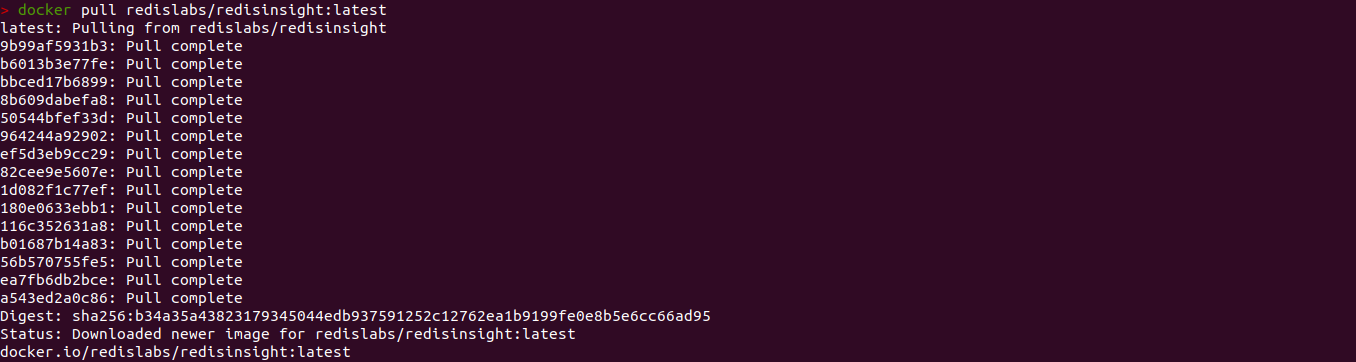 > docker pull redislabs/redisinsight:latest
latest: Pulling from redislabs/redisinsight
9b99af5931b3: Pull complete
b6013b3e77fe: Pull complete
bbced17b6899: Pull complete
8b609dabefa8: Pull complete
50544bfef33d: Pull complete
964244a92902: Pull complete
ef5d3eb9cc29: Pull complete
82cee9e5607e: Pull complete
1d082f1c77ef: Pull complete
180e0633ebb1: Pull complete
116c352631a8: Pull complete
b01687b14a83: Pull complete
56b570755fe5: Pull complete
ea7fb6db2bce: Pull complete
a543ed2a0c86: Pull complete
Digest: sha256:b34a35a43823179345044edb937591252c12762ea1b9199fe0e8b5e6cc66ad95
Status: Downloaded newer image for redislabs/redisinsight:latest
docker.io/redislabs/redisinsight:latest